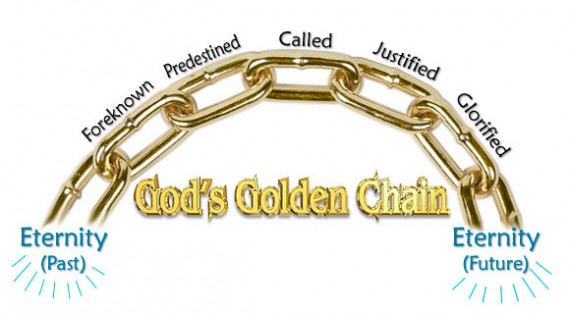 Foreknown
Predestined
Called
Justified
Glorified
God's Golden Chain
Eternity
(Past)
Eternity
(Future)